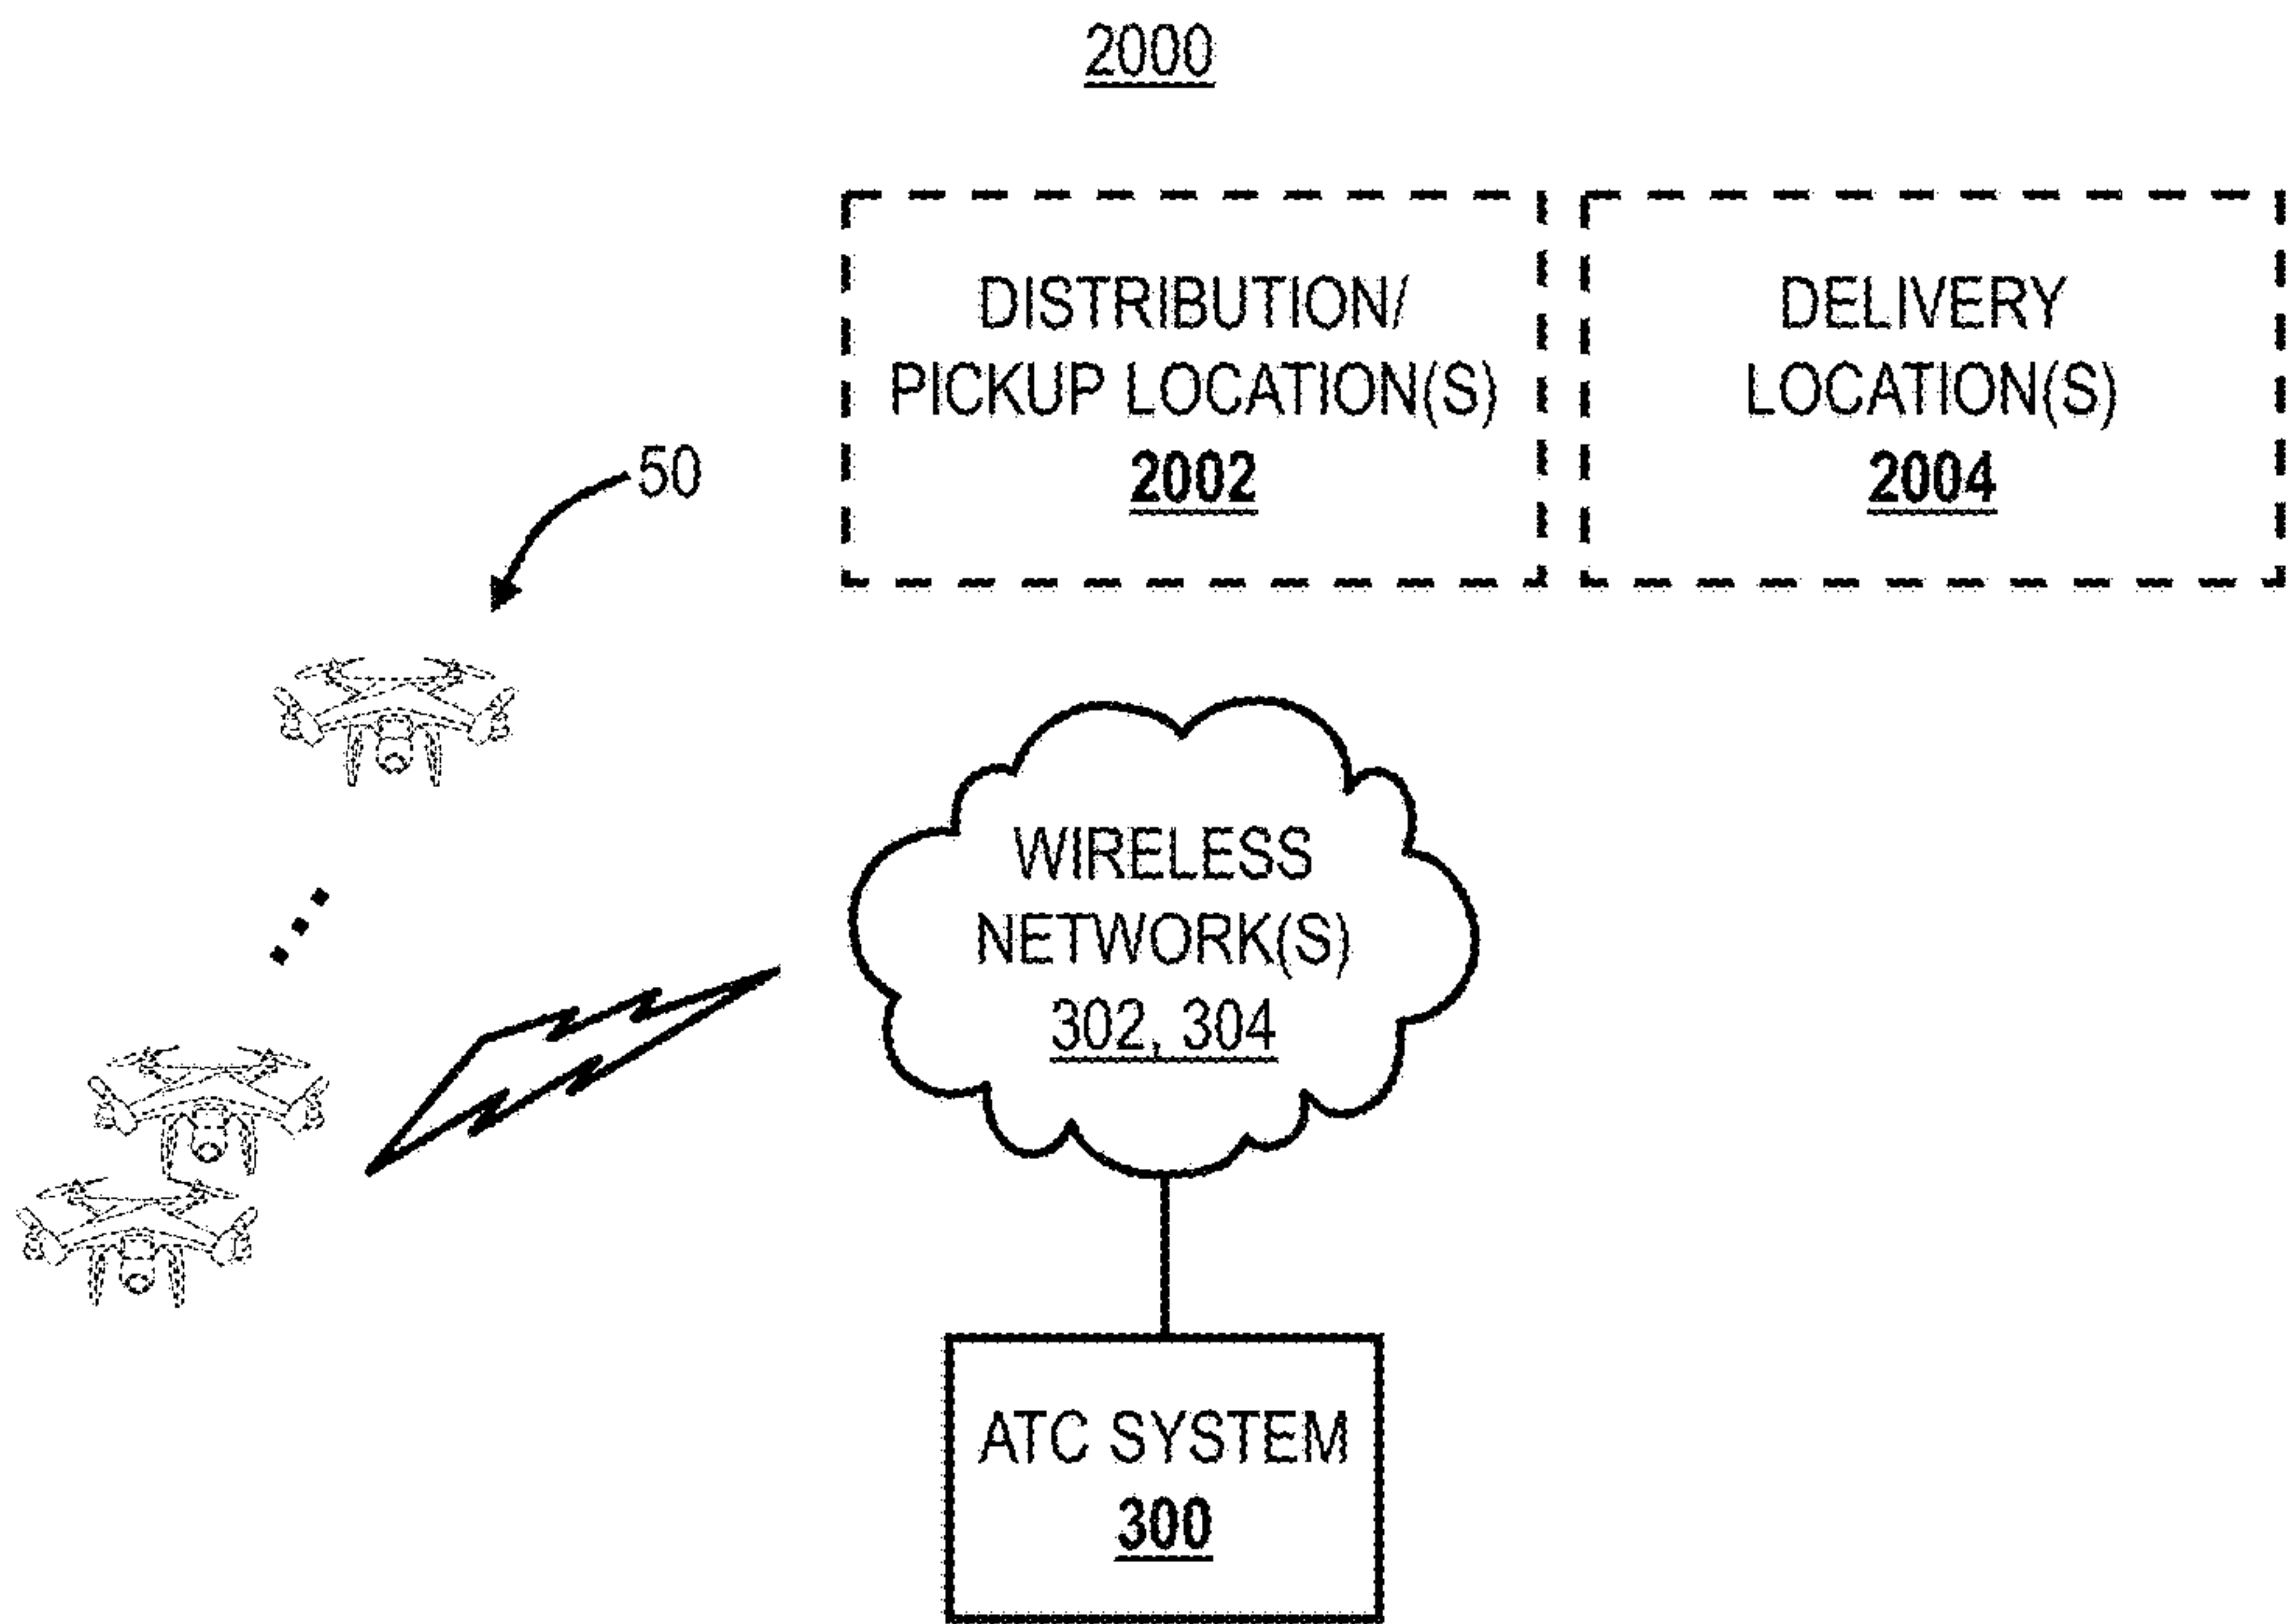 2000
DISTRIBUTION/
PICKUP LOCATION(S)
2002
DELIVERY
LOCATION(S)
2004
50
WIRELESS
NETWORK(S)
302, 304
ATC SYSTEM
300